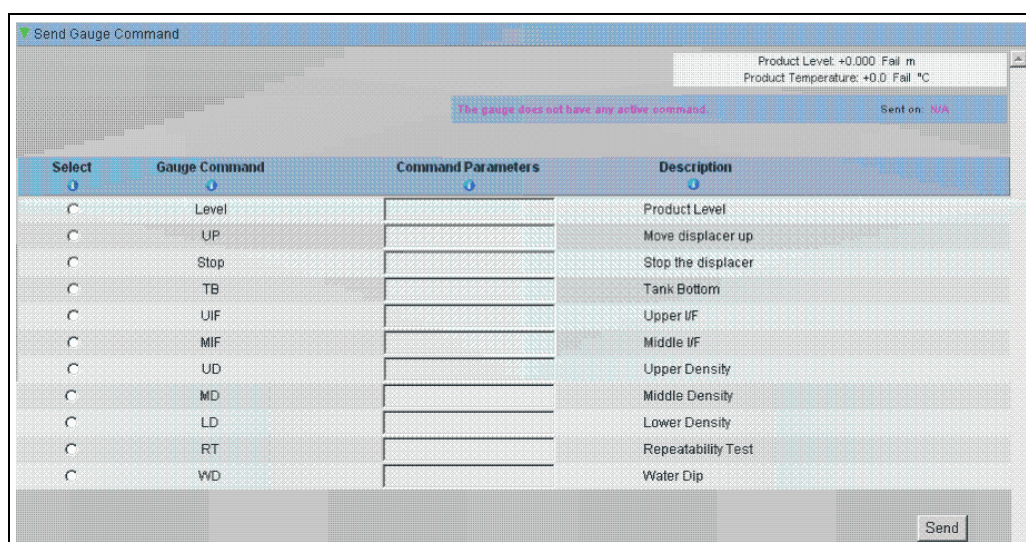 Send Gauge Command
Product Level: +0.000 Fail m
Product Temperature: +0.0 Fail °C
The gauge does not have any active command. Sent on: N/A
Select Gauge Command Command Parameters Description
Level Product Level
UP Move displacer up
Stop Stop the displacer
TB Tank Bottom
UIF Upper I/F
MIF Middle I/F
UD Upper Density
MD Middle Density
LD Lower Density
RT Repeatability Test
WD Water Dip
Send